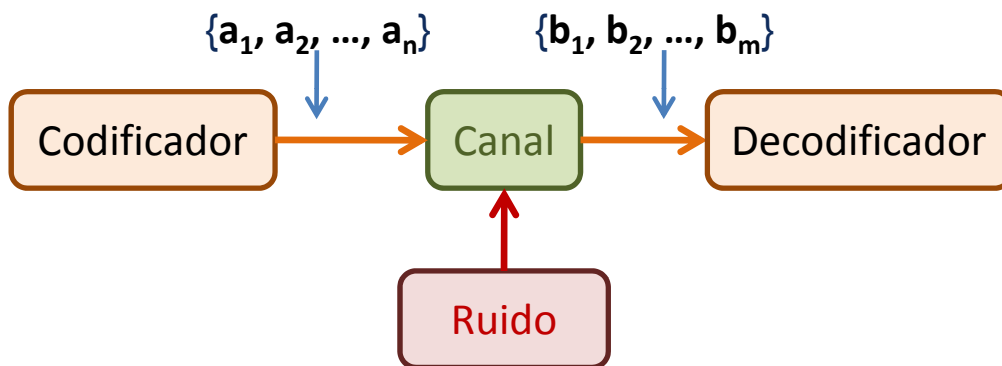 {a₁, a₂, …, aₙ} {b₁, b₂, …, bₘ}
Codificador Canal Decodificador
Ruido